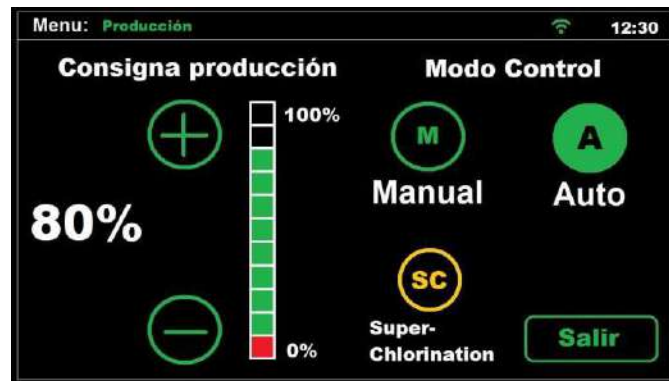 Menu: Producción 12:30
Consigna producción
Modo Control
100%
M
A
Manual
Auto
80%
SC
Super-
Chlorination
0%
Salir